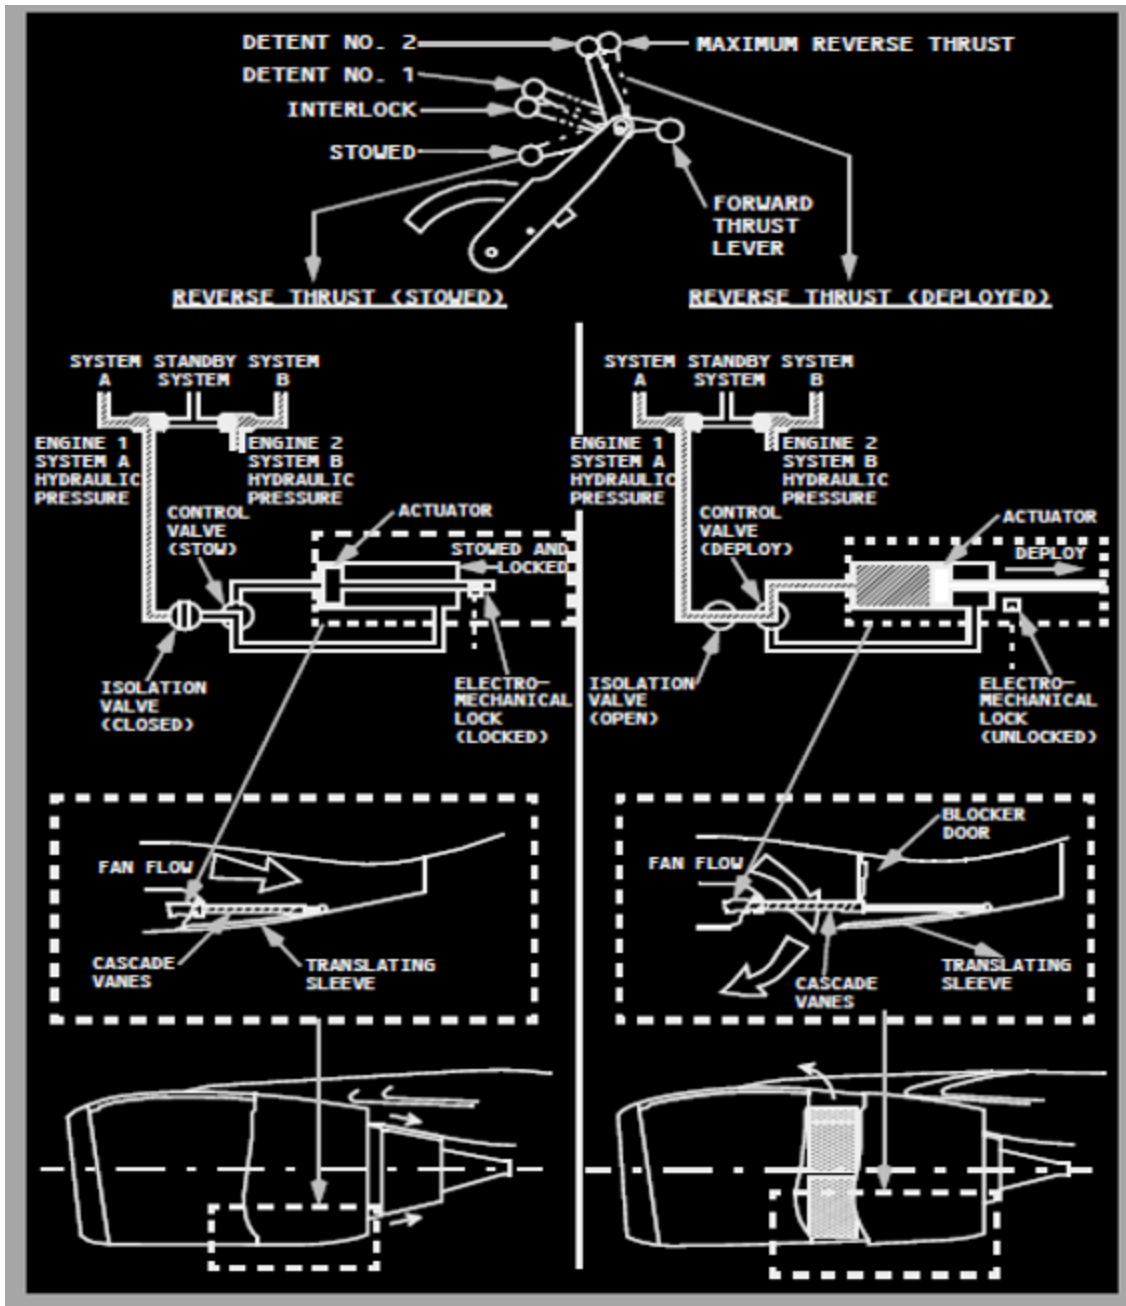 DETENT NO. 2
MAXIMUM REVERSE THRUST
DETENT NO. 1
INTERLOCK
STOWED
FORWARD
THRUST
LEVER
REVERSE THRUST (STOWED)
REVERSE THRUST (DEPLOYED)
SYSTEM
A
STANDBY
SYSTEM
SYSTEM
B
ENGINE 1
SYSTEM A
HYDRAULIC
PRESSURE
ENGINE 2
SYSTEM B
HYDRAULIC
PRESSURE
CONTROL
VALVE
(STOW)
ACTUATOR
STOWED AND
LOCKED
ISOLATION
VALVE
(CLOSED)
ELECTRO-
MECHANICAL
LOCK
(LOCKED)
FAN FLOW
CASCADE
VANES
TRANSLATING
SLEEVE
SYSTEM
A
STANDBY
SYSTEM
SYSTEM
B
ENGINE 1
SYSTEM A
HYDRAULIC
PRESSURE
ENGINE 2
SYSTEM B
HYDRAULIC
PRESSURE
CONTROL
VALVE
(DEPLOY)
ACTUATOR
DEPLOY
ISOLATION
VALVE
(OPEN)
ELECTRO-
MECHANICAL
LOCK
(UNLOCKED)
BLOCKER
DOOR
FAN FLOW
CASCADE
VANES
TRANSLATING
SLEEVE